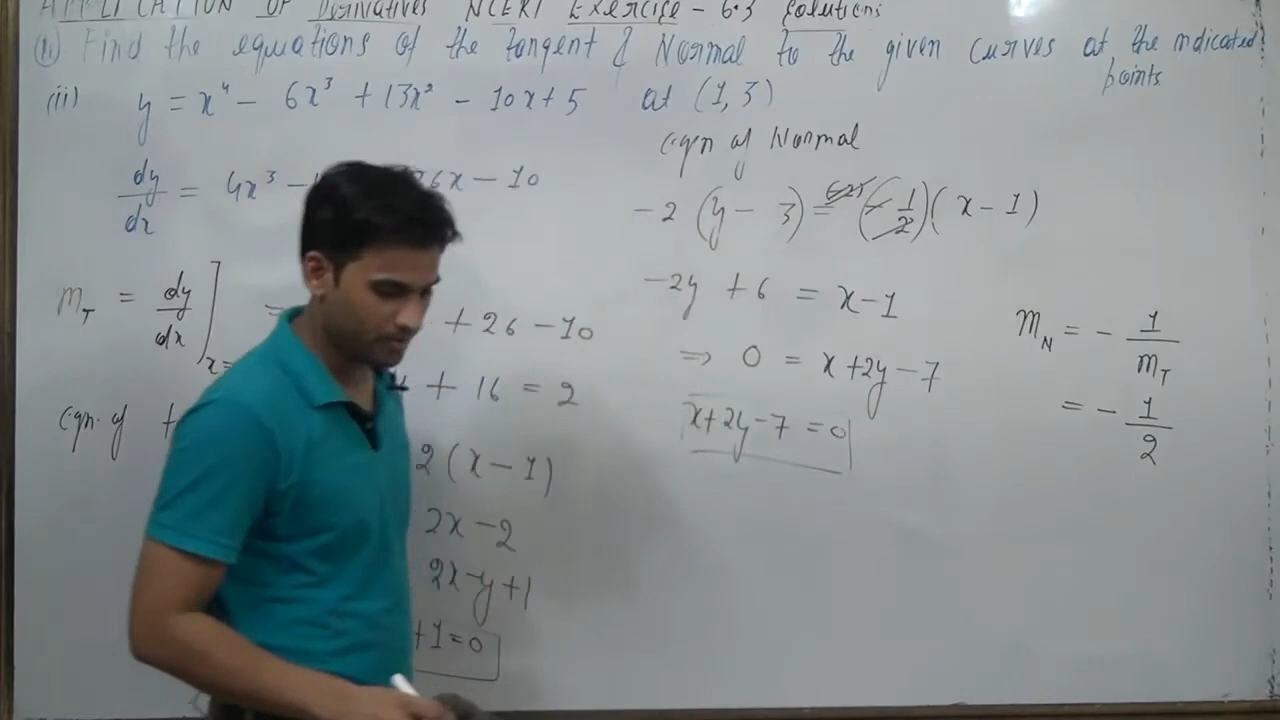 APPLICATION OF Derivatives NCERT Exercise - 6.3 Solutions
Find the equations of the tangent & Normal to the given curves at the indicated
points.
(ii) y = x⁴ - 6x³ + 13x² - 10x + 5 at (1, 3)
eqn of Normal
dy/dx = 4x³ - 26x - 10
-2 (y - 3) = (-1/2)(x - 1)
m_T = dy/dx]x= = + 26 - 10
-2y + 6 = x - 1
m_N = - 1/m_T
⇒ 0 = x + 2y - 7
+ 16 = 2
= - 1/2
eqn. of
x + 2y - 7 = 0
2(x - 1)
2x - 2
2x - y + 1
+ 1 = 0